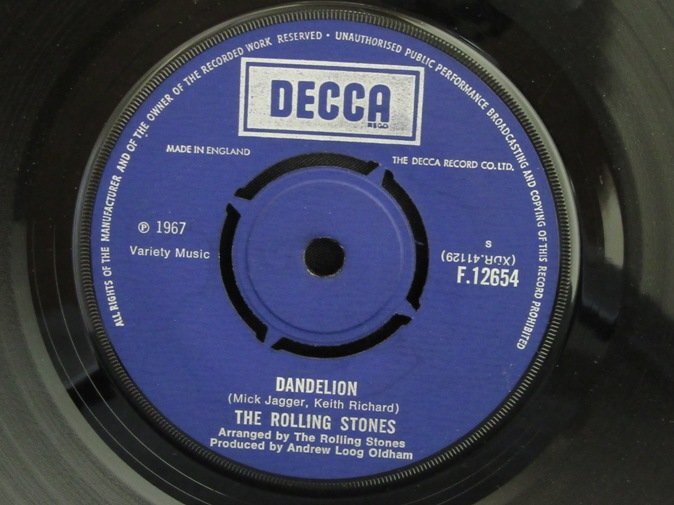 ALL RIGHTS OF THE MANUFACTURER AND OF THE OWNER OF THE RECORDED WORK RESERVED · UNAUTHORISED PUBLIC PERFORMANCE BROADCASTING AND COPYING OF THIS RECORD PROHIBITED
DECCA
REGD
MADE IN ENGLAND
THE DECCA RECORD CO. LTD.
℗ 1967
Variety Music
S
(XDR.41129)
F.12654
DANDELION
(Mick Jagger, Keith Richard)
THE ROLLING STONES
Arranged by The Rolling Stones
Produced by Andrew Loog Oldham